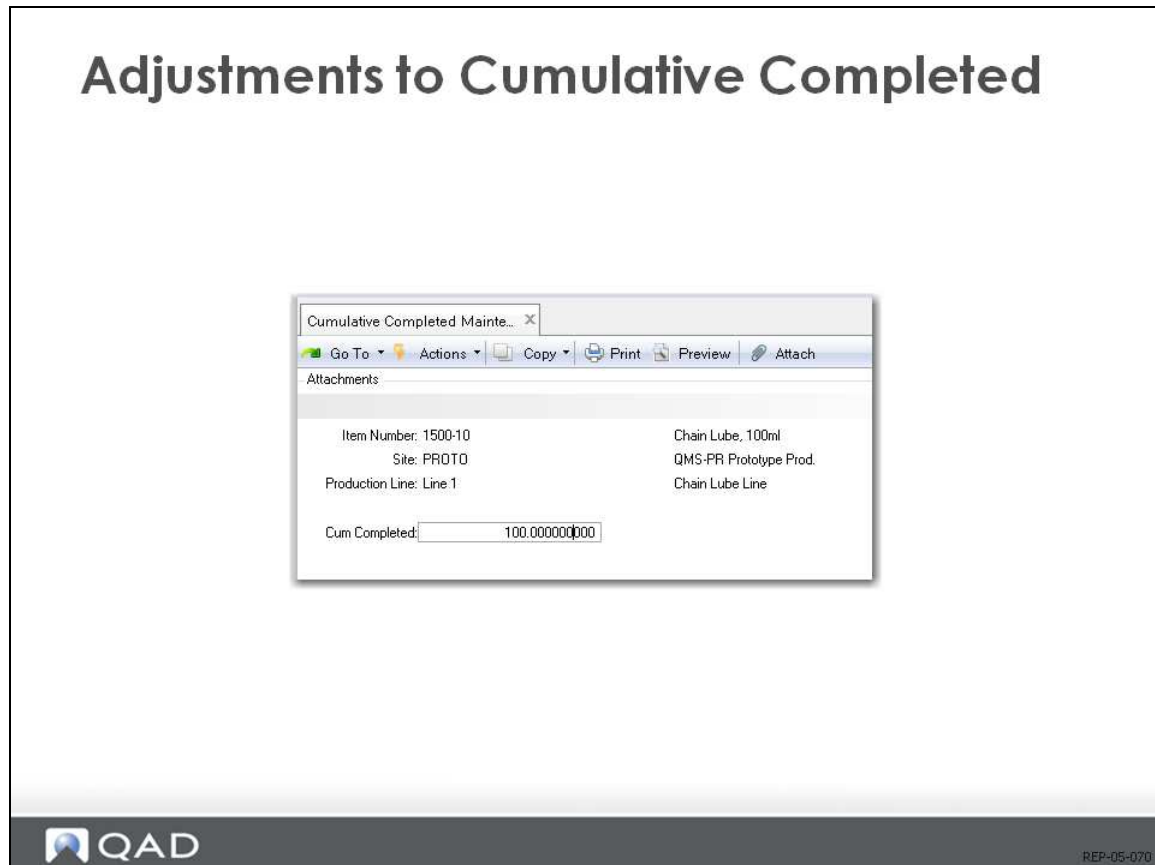 Adjustments to Cumulative Completed
Cumulative Completed Mainte...
Go To Actions Copy Print Preview Attach
Attachments
Item Number: 1500-10 Chain Lube, 100ml
Site: PROTO QMS-PR Prototype Prod.
Production Line: Line 1 Chain Lube Line
Cum Completed: 100.000000000
QAD
REP-05-070